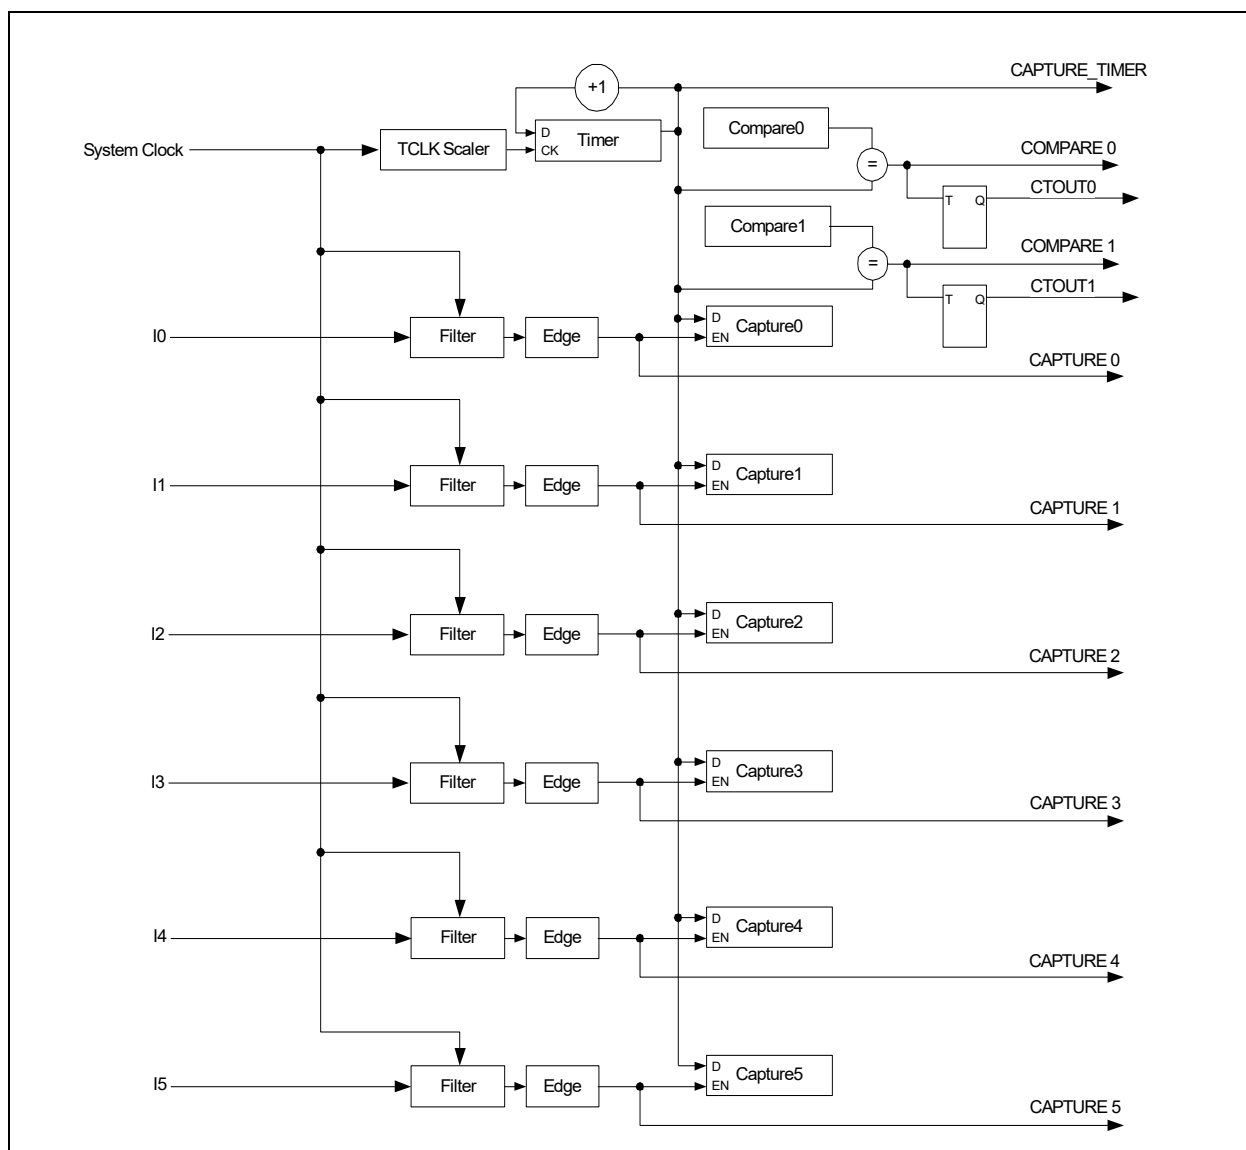 CAPTURE_TIMER
+1
D
CK
Timer
Compare0
System Clock
TCLK Scaler
=
COMPARE 0
T
Q
CTOUT0
Compare1
=
COMPARE 1
T
Q
CTOUT1
I0
Filter
Edge
D
EN
Capture0
CAPTURE 0
I1
Filter
Edge
D
EN
Capture1
CAPTURE 1
I2
Filter
Edge
D
EN
Capture2
CAPTURE 2
I3
Filter
Edge
D
EN
Capture3
CAPTURE 3
I4
Filter
Edge
D
EN
Capture4
CAPTURE 4
I5
Filter
Edge
D
EN
Capture5
CAPTURE 5